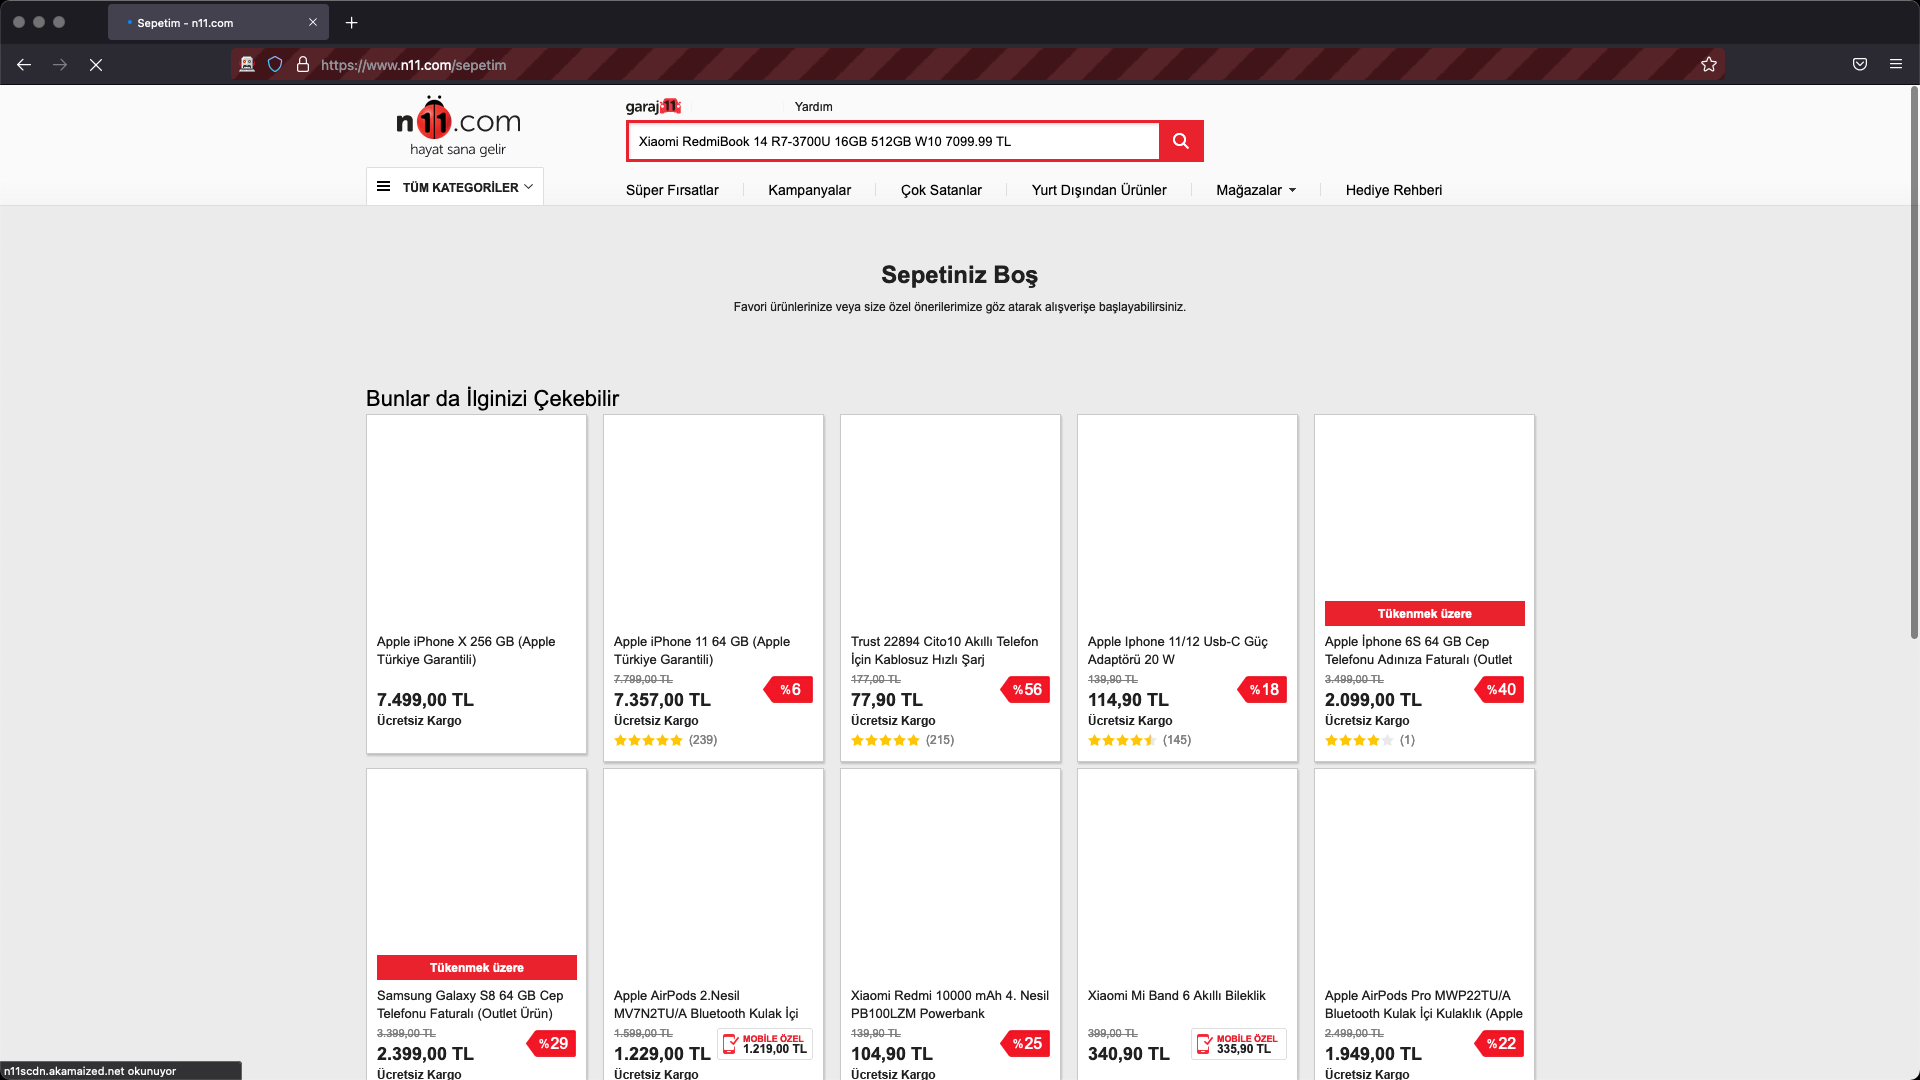 Sepetim - n11.com
https://www.n11.com/sepetim
n11.com
hayat sana gelir
garaj11
Yardım
Xiaomi RedmiBook 14 R7-3700U 16GB 512GB W10 7099.99 TL
TÜM KATEGORİLER
Süper Fırsatlar
Kampanyalar
Çok Satanlar
Yurt Dışından Ürünler
Mağazalar
Hediye Rehberi
Sepetiniz Boş
Favori ürünlerinize veya size özel önerilerimize göz atarak alışverişe başlayabilirsiniz.
Bunlar da İlginizi Çekebilir
Apple iPhone X 256 GB (Apple
Türkiye Garantili)
7.499,00 TL
Ücretsiz Kargo
Apple iPhone 11 64 GB (Apple
Türkiye Garantili)
7.799,00 TL
7.357,00 TL
%6
Ücretsiz Kargo
(239)
Trust 22894 Cito10 Akıllı Telefon
İçin Kablosuz Hızlı Şarj
177,00 TL
77,90 TL
%56
Ücretsiz Kargo
(215)
Apple Iphone 11/12 Usb-C Güç
Adaptörü 20 W
139,90 TL
114,90 TL
%18
Ücretsiz Kargo
(145)
Tükenmek üzere
Apple İphone 6S 64 GB Cep
Telefonu Adınıza Faturalı (Outlet
3.499,00 TL
2.099,00 TL
%40
Ücretsiz Kargo
(1)
Tükenmek üzere
Samsung Galaxy S8 64 GB Cep
Telefonu Faturalı (Outlet Ürün)
3.399,00 TL
2.399,00 TL
%29
Ücretsiz Kargo
Apple AirPods 2.Nesil
MV7N2TU/A Bluetooth Kulak İçi
1.599,00 TL
1.229,00 TL
MOBİLE ÖZEL
1.219,00 TL
Ücretsiz Kargo
Xiaomi Redmi 10000 mAh 4. Nesil
PB100LZM Powerbank
139,90 TL
104,90 TL
%25
Ücretsiz Kargo
Xiaomi Mi Band 6 Akıllı Bileklik
399,00 TL
340,90 TL
MOBİLE ÖZEL
335,90 TL
Ücretsiz Kargo
Apple AirPods Pro MWP22TU/A
Bluetooth Kulak İçi Kulaklık (Apple
2.499,00 TL
1.949,00 TL
%22
Ücretsiz Kargo
n11scdn.akamaized.net okunuyor